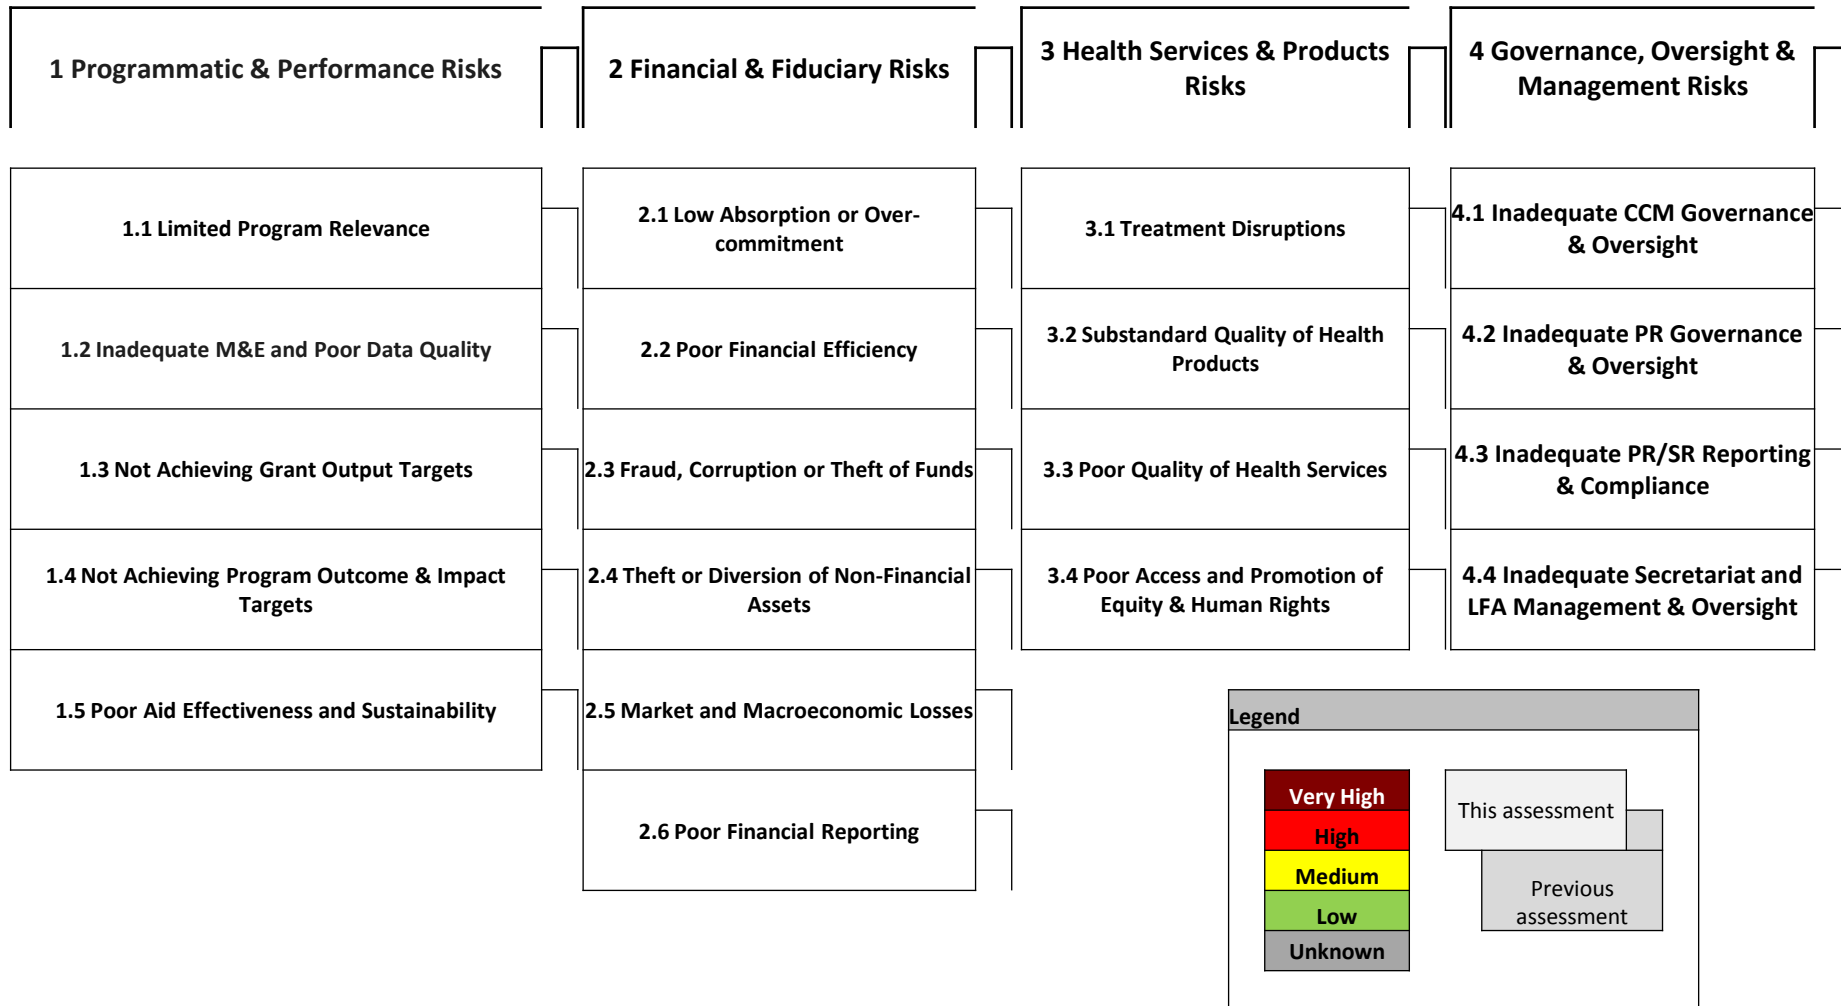 1 Programmatic & Performance Risks
2 Financial & Fiduciary Risks
3 Health Services & Products
Risks
4 Governance, Oversight &
Management Risks
1.1 Limited Program Relevance
1.2 Inadequate M&E and Poor Data Quality
1.3 Not Achieving Grant Output Targets
1.4 Not Achieving Program Outcome & Impact
Targets
1.5 Poor Aid Effectiveness and Sustainability
2.1 Low Absorption or Over-
commitment
2.2 Poor Financial Efficiency
2.3 Fraud, Corruption or Theft of Funds
2.4 Theft or Diversion of Non-Financial
Assets
2.5 Market and Macroeconomic Losses
2.6 Poor Financial Reporting
3.1 Treatment Disruptions
3.2 Substandard Quality of Health
Products
3.3 Poor Quality of Health Services
3.4 Poor Access and Promotion of
Equity & Human Rights
4.1 Inadequate CCM Governance
& Oversight
4.2 Inadequate PR Governance
& Oversight
4.3 Inadequate PR/SR Reporting
& Compliance
4.4 Inadequate Secretariat and
LFA Management & Oversight
Legend
Very High
High
Medium
Low
Unknown
This assessment
Previous
assessment